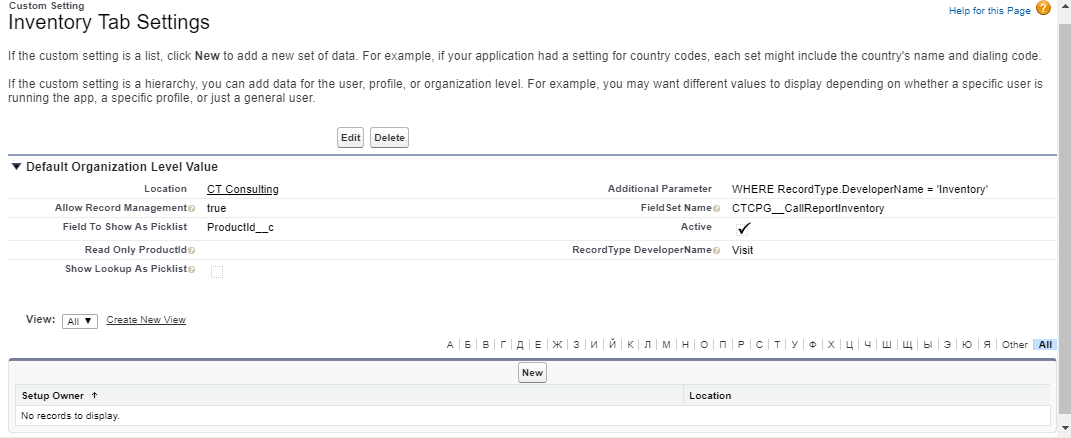 Custom Setting
Inventory Tab Settings
Help for this Page
If the custom setting is a list, click New to add a new set of data. For example, if your application had a setting for country codes, each set might include the country's name and dialing code.
If the custom setting is a hierarchy, you can add data for the user, profile, or organization level. For example, you may want different values to display depending on whether a specific user is
running the app, a specific profile, or just a general user.
Edit Delete
Default Organization Level Value
Location CT Consulting Additional Parameter WHERE RecordType.DeveloperName = 'Inventory'
Allow Record Management true FieldSet Name CTCPG__CallReportInventory
Field To Show As Picklist ProductId__c Active
Read Only ProductId RecordType DeveloperName Visit
Show Lookup As Picklist
View: All Create New View
А | Б | В | Г | Д | Е | Ж | З | И | Й | К | Л | М | Н | О | П | Р | С | Т | У | Ф | Х | Ц | Ч | Ш | Щ | Ы | Э | Ю | Я | Other All
New
Setup Owner ↑ Location
No records to display.